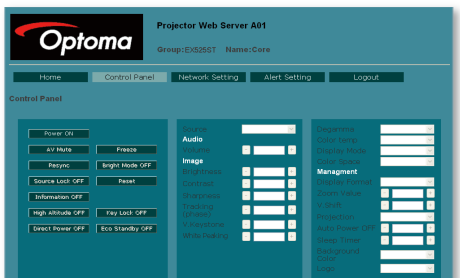 Optoma
Projector Web Server A01
Group:EX525ST Name:Core
Home Control Panel Network Setting Alert Setting Logout
Control Panel
Power ON
AV Mute Freeze
Resync Bright Mode OFF
Source Lock OFF Reset
Information OFF
High Altitude OFF Key Lock OFF
Direct Power OFF Eco Standby OFF
Source
Audio
Volume
Image
Brightness
Contrast
Sharpness
Tracking
(phase)
V.Keystone
White Peaking
Degamma
Color Temp
Display Mode
Color Space
Managment
Display Format
Zoom Value
V. Shift
Projection
Auto Power OFF
Sleep Timer
Background
Color
Logo